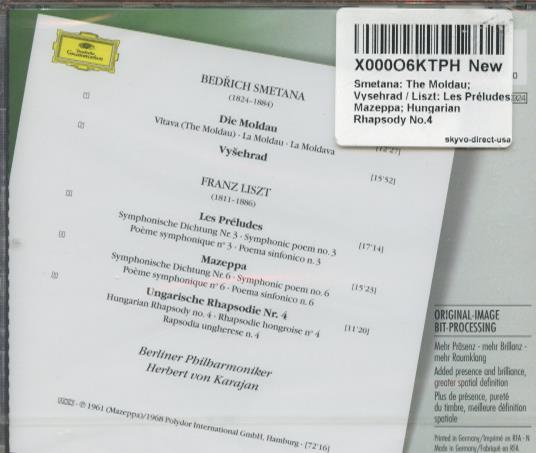 Deutsche
Grammophon
X000O6KTPH New
Smetana: The Moldau;
Vysehrad / Liszt: Les Préludes
Mazeppa; Hungarian
Rhapsody No.4
skyvo-direct-usa
BEDŘICH SMETANA
(1824–1884)
Die Moldau
Vltava (The Moldau) · La Moldau · La Moldava
[12'27]
Vyšehrad
[15'52]
FRANZ LISZT
(1811–1886)
Les Préludes
Symphonische Dichtung Nr. 3 · Symphonic poem no. 3
Poème symphonique n° 3 · Poema sinfonico n. 3
[17'14]
Mazeppa
Symphonische Dichtung Nr. 6 · Symphonic poem no. 6
Poème symphonique n° 6 · Poema sinfonico n. 6
[15'23]
Ungarische Rhapsodie Nr. 4
Hungarian Rhapsody no. 4 · Rhapsodie hongroise n° 4
Rapsodia ungherese n. 4
[11'20]
Berliner Philharmoniker
Herbert von Karajan
℗ 1961 (Mazeppa)/1968 Polydor International GmbH, Hamburg · [72'16]
ORIGINAL-IMAGE
BIT-PROCESSING
Mehr Präsenz - mehr Brillanz -
mehr Raumklang
Added presence and brilliance,
greater spatial definition
Plus de présence, pureté
du timbre, meilleure définition
spatiale
Printed in Germany/Imprimé en RFA - N
Made in Germany/Fabriqué en RFA